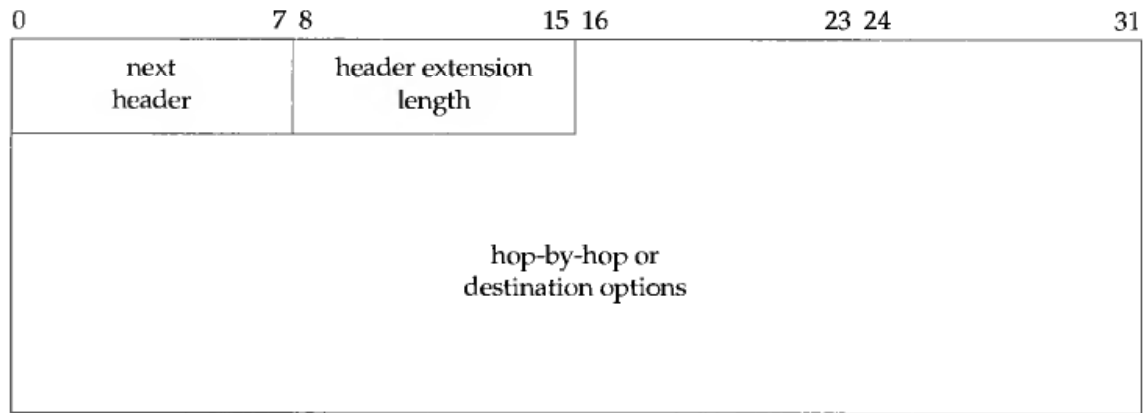 0 7 8 15 16 23 24 31
next header extension
header length
hop-by-hop or
destination options